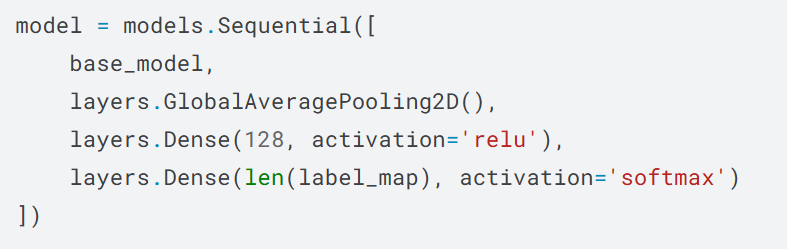 model = models.Sequential([
    base_model,
    layers.GlobalAveragePooling2D(),
    layers.Dense(128, activation='relu'),
    layers.Dense(len(label_map), activation='softmax')
])